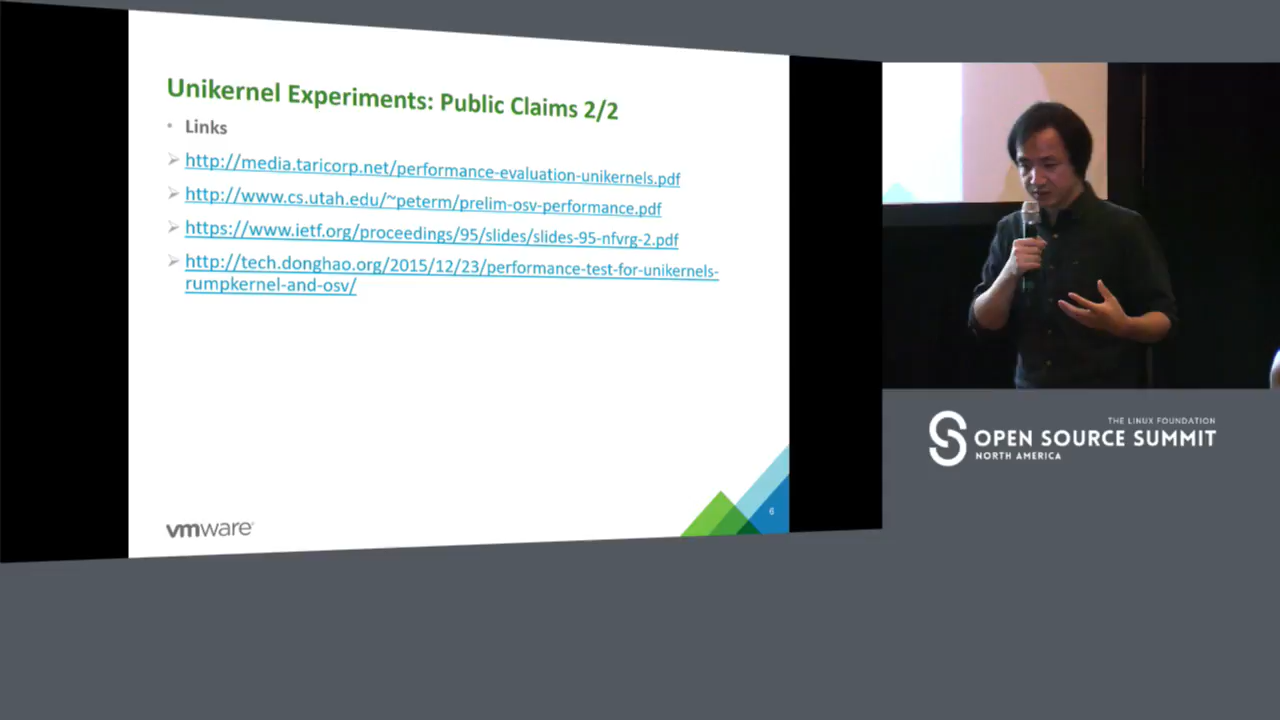 Unikernel Experiments: Public Claims 2/2
• Links
➢ http://media.taricorp.net/performance-evaluation-unikernels.pdf
➢ http://www.cs.utah.edu/~peterm/prelim-osv-performance.pdf
➢ https://www.ietf.org/proceedings/95/slides/slides-95-nfvrg-2.pdf
➢ http://tech.donghao.org/2015/12/23/performance-test-for-unikernels-
rumpkernel-and-osv/
vmware®
6
THE LINUX FOUNDATION
OPEN SOURCE SUMMIT
NORTH AMERICA